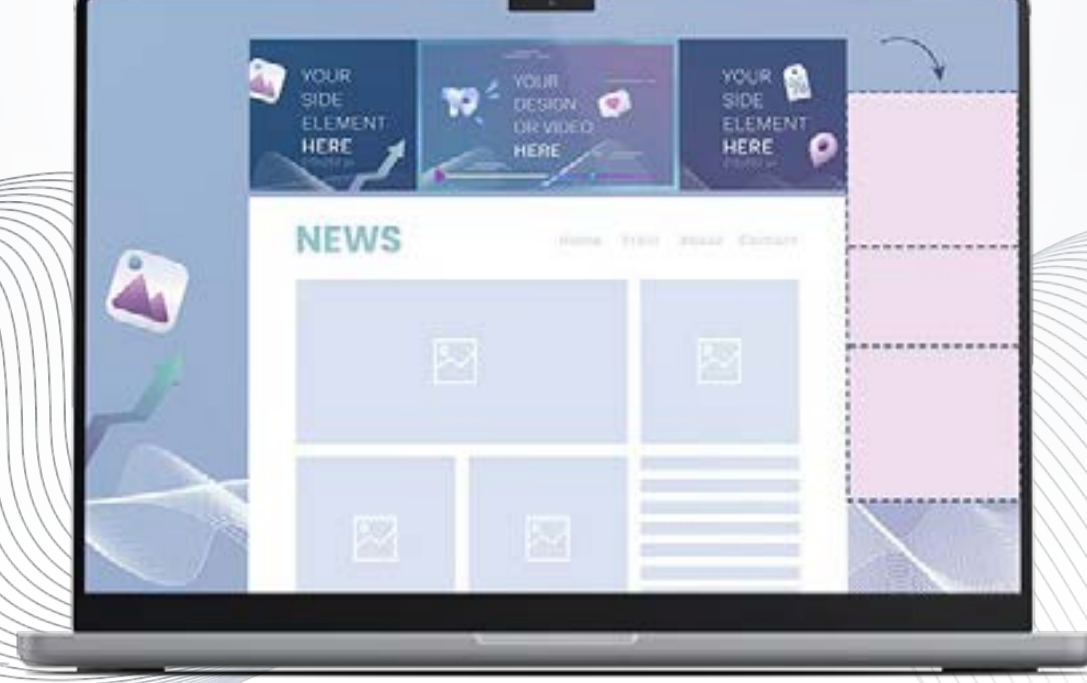 YOUR
SIDE
ELEMENT
HERE
YOUR
DESIGN
OR VIDEO
HERE
YOUR
SIDE
ELEMENT
HERE
%
NEWS
Home About Contact